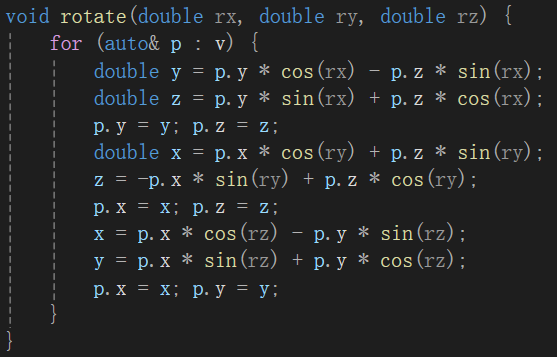 void rotate(double rx, double ry, double rz) {
    for (auto& p : v) {
        double y = p.y * cos(rx) - p.z * sin(rx);
        double z = p.y * sin(rx) + p.z * cos(rx);
        p.y = y; p.z = z;
        double x = p.x * cos(ry) + p.z * sin(ry);
        z = -p.x * sin(ry) + p.z * cos(ry);
        p.x = x; p.z = z;
        x = p.x * cos(rz) - p.y * sin(rz);
        y = p.x * sin(rz) + p.y * cos(rz);
        p.x = x; p.y = y;
    }
}